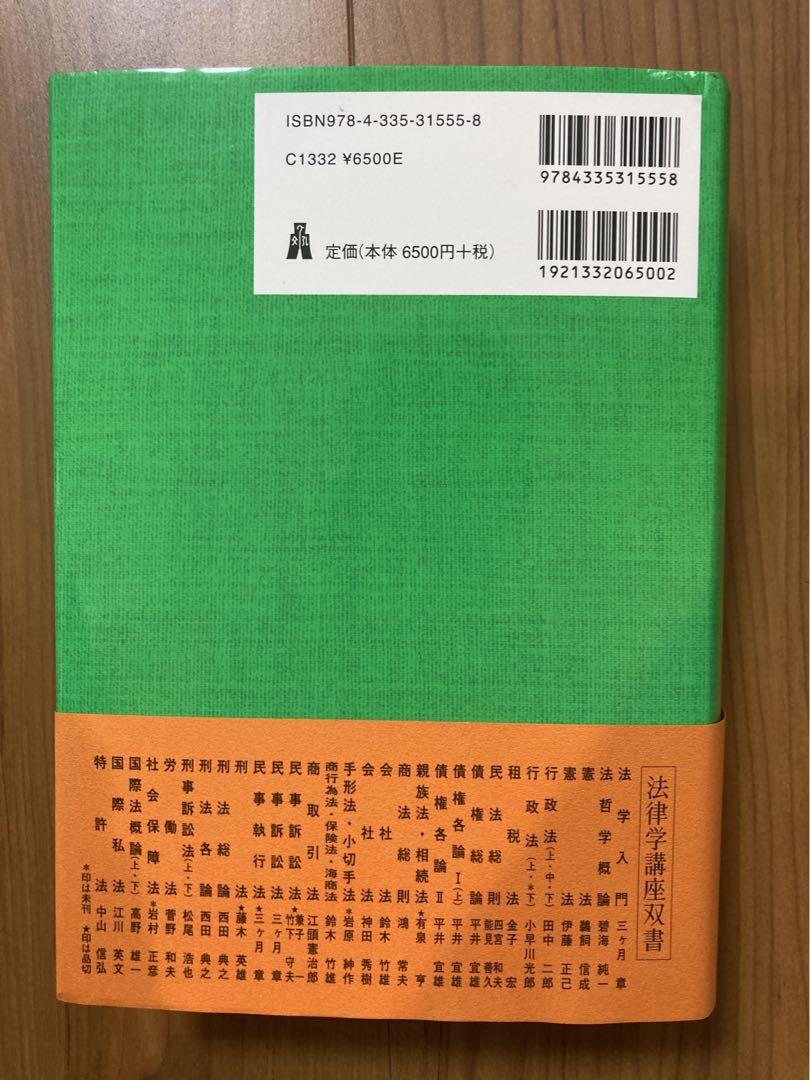 ISBN978-4-335-31555-8
C1332 ¥6500E
定価(本体 6500円+税)
9784335315558
1921332065002
法律学講座双書
法学入門 三ケ月 章
法哲学概論 碧海 純一
憲法 鵜飼 信成
憲法 伊藤 正己
行政法(上・中・下) 田中 二郎
行政法(上・*下) 小早川光郎
租税法 金子 宏
民法総則 四宮 和夫 能見 善久
債権総論 平井 宜雄
債権各論Ⅰ(上) 平井 宜雄
債権各論Ⅱ 平井 宜雄
親族法・相続法 ★有泉 亨
商法総則 鴻 常夫
会社法 鈴木 竹雄
会社法 神田 秀樹
手形法・小切手法 *岩原 紳作
商行為法・保険法・海商法 鈴木 竹雄
商取引法 江頭憲治郎
民事訴訟法 ★兼子 一 竹下 守夫
民事訴訟法 三ケ月 章
民事執行法 ★三ケ月 章
刑法 ★藤木 英雄
刑法総論 西田 典之
刑法各論 西田 典之
刑事訴訟法(上・下) 松尾 浩也
労働法 菅野 和夫
社会保障法 *岩村 正彦
国際法概論(上・下) 高野 雄一
国際私法 江川 英文
特許法 中山 信弘
*印は未刊 ★印は品切